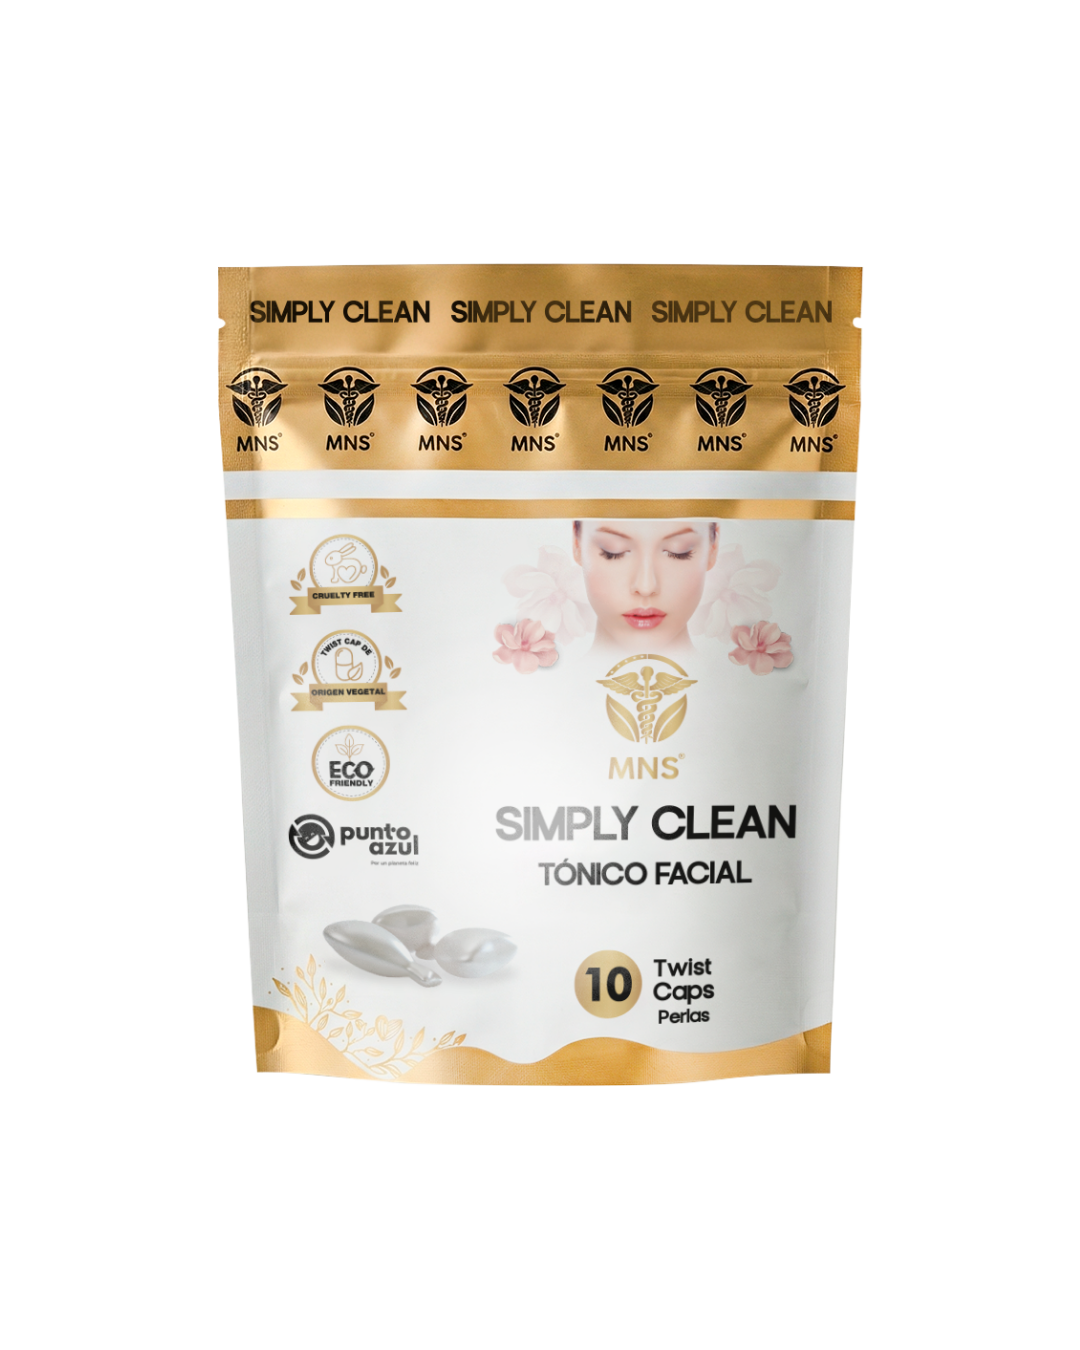 SIMPLY CLEAN SIMPLY CLEAN SIMPLY CLEAN
MNS© MNS© MNS© MNS© MNS© MNS© MNS©
CRUELTY FREE
TWIST CAP DE
ORIGEN VEGETAL
ECO
FRIENDLY
punto
azul
MNS©
SIMPLY CLEAN
TÓNICO FACIAL
10
Twist
Caps
Perlas